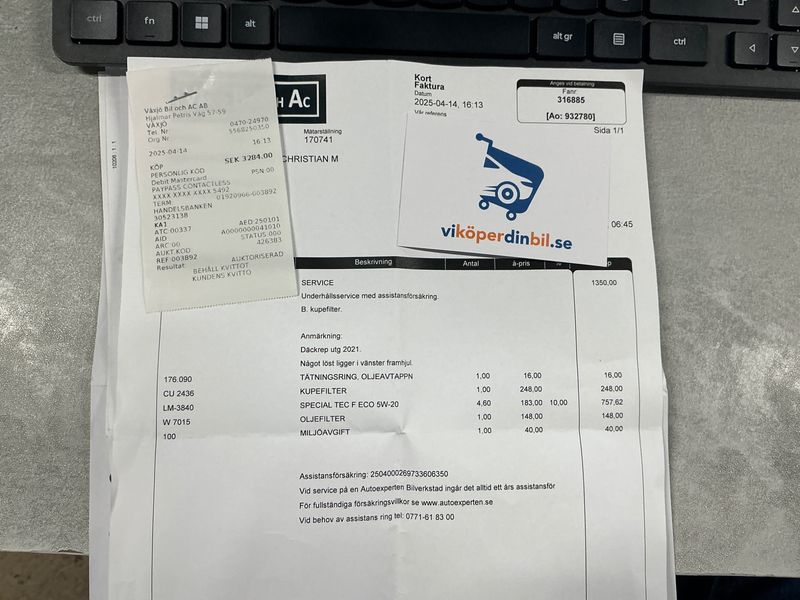 ctrl
fn
alt
alt gr
ctrl
Växjö Bil och AC AB
Hjalmar Petris Väg 57-59
VÄXJÖ
Tel. Nr 0470-24970
Org Nr 5568250350
2025-04-14 16:13
KÖP SEK 3284.00
PERSONLIG KOD PSN:00
Debit Mastercard
PAYPASS CONTACTLESS
XXXX XXXX XXXX 5492
TERM: 01920966-003892
HANDELSBANKEN
30523138
KA1 AED:250101
ATC:00337 A0000000041010
AID STATUS:000
ARC:00 426383
AUKT.KOD
REF:003892 AUKTORISERAD
Resultat
BEHÅLL KVITTOT
KUNDENS KVITTO
H AC
Mätarställning
170741
CHRISTIAN M
Kort
Faktura
Datum
2025-04-14, 16:13
Vår referens
Anges vid betalning
Fanr
316885
[Ao: 932780]
Sida 1/1
viköperdinbil.se
06:45
Beskrivning Antal à-pris
SERVICE 1350,00
Underhållsservice med assistansförsäkring.
B. kupefilter.
Anmärkning:
Däckrep utg 2021.
Något löst ligger i vänster framhjul.
176.090 TÄTNINGSRING, OLJEAVTAPPN 1,00 16,00 16,00
CU 2436 KUPEFILTER 1,00 248,00 248,00
LM-3840 SPECIAL TEC F ECO 5W-20 4,60 183,00 10,00 757,62
W 7015 OLJEFILTER 1,00 148,00 148,00
100 MILJÖAVGIFT 1,00 40,00 40,00
Assistansförsäkring: 2504000269733606350
Vid service på en Autoexperten Bilverkstad ingår det alltid ett års assistansför
För fullständiga försäkringsvillkor se www.autoexperten.se
Vid behov av assistans ring tel: 0771-61 83 00